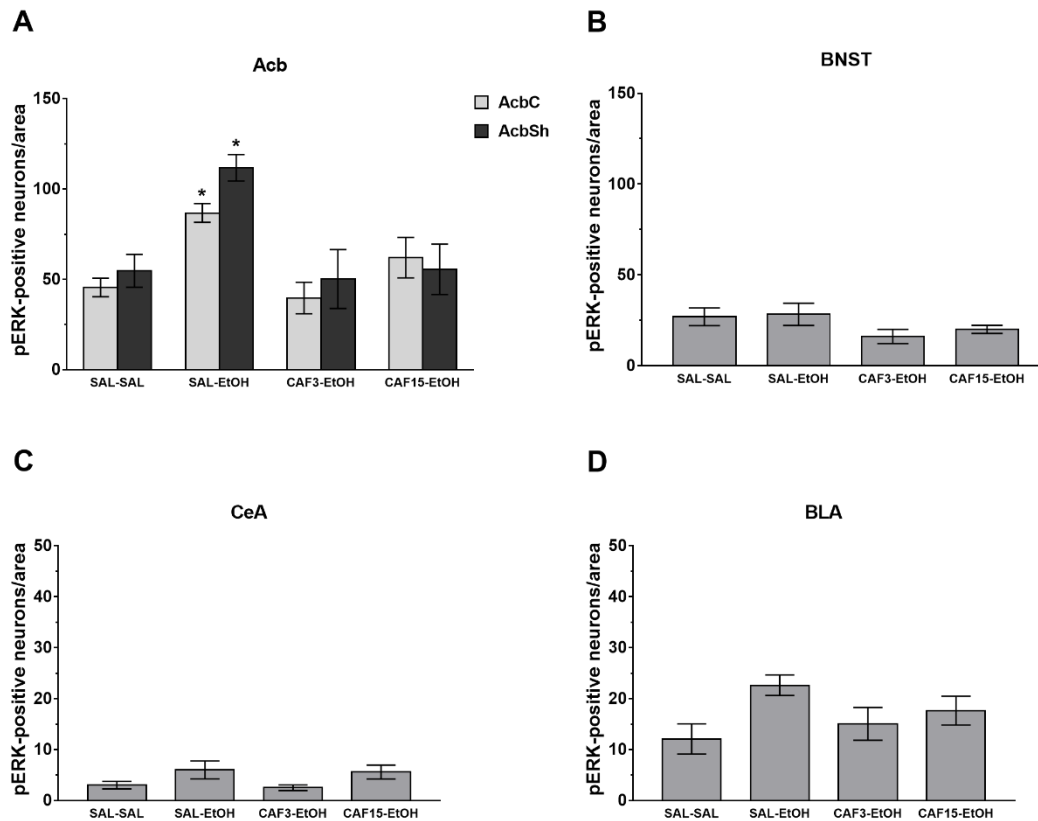 A
Acb
pERK-positive neurons/area
150
100
50
0
*
*
SAL-SAL SAL-EtOH CAF3-EtOH CAF15-EtOH
AcbC
AcbSh
B
BNST
pERK-positive neurons/area
150
100
50
0
SAL-SAL SAL-EtOH CAF3-EtOH CAF15-EtOH
C
CeA
pERK-positive neurons/area
50
40
30
20
10
0
SAL-SAL SAL-EtOH CAF3-EtOH CAF15-EtOH
D
BLA
pERK-positive neurons/area
50
40
30
20
10
0
SAL-SAL SAL-EtOH CAF3-EtOH CAF15-EtOH